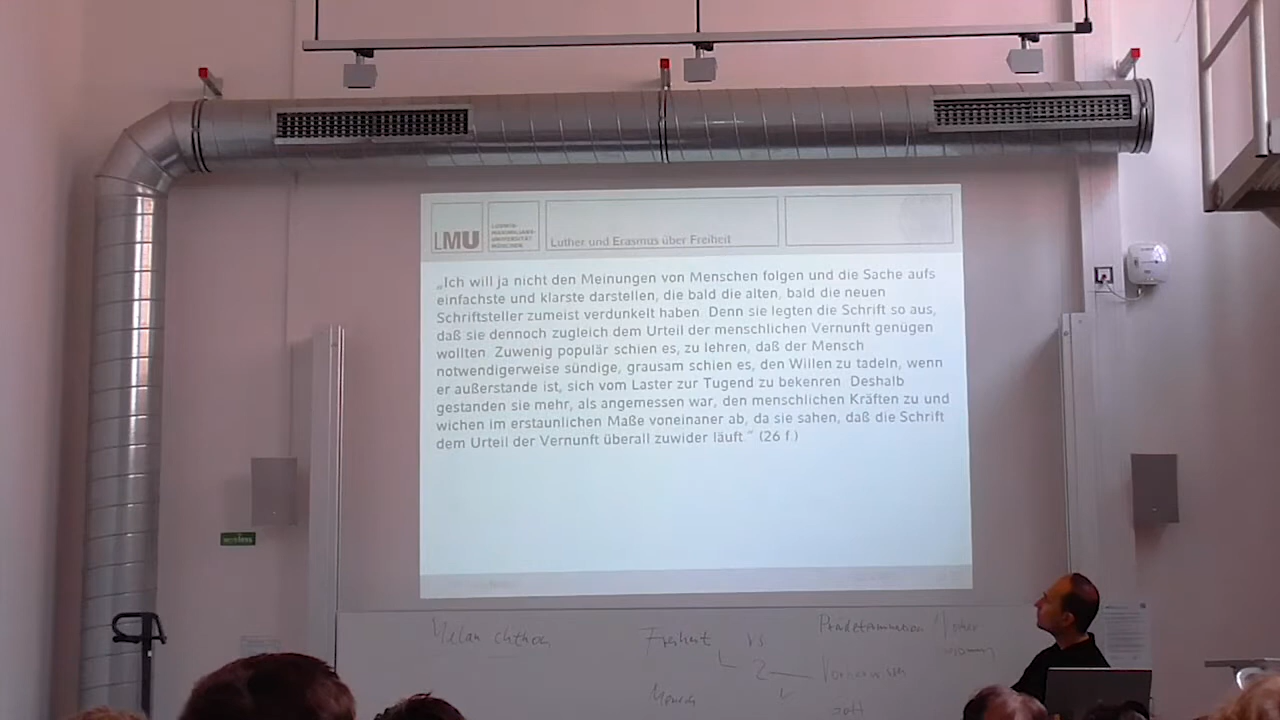 LMU
LUDWIG-
MAXIMILIANS-
UNIVERSITÄT
MÜNCHEN
Luther und Erasmus über Freiheit
„Ich will ja nicht den Meinungen von Menschen folgen und die Sache aufs
einfachste und klarste darstellen, die bald die alten, bald die neuen
Schriftsteller zumeist verdunkelt haben. Denn sie legten die Schrift so aus,
daß sie dennoch zugleich dem Urteil der menschlichen Vernunft genügen
wollten. Zuwenig populär schien es, zu lehren, daß der Mensch
notwendigerweise sündige, grausam schien es, den Willen zu tadeln, wenn
er außerstande ist, sich vom Laster zur Tugend zu bekenren. Deshalb
gestanden sie mehr, als angemessen war, den menschlichen Kräften zu und
wichen im erstaunlichen Maße voneinaner ab, da sie sahen, daß die Schrift
dem Urteil der Vernunft überall zuwider läuft.“ (26 f.)
Melanchthon
Freiheit vs Prädetermination
2
Vorherwissen
Mensch
Gott